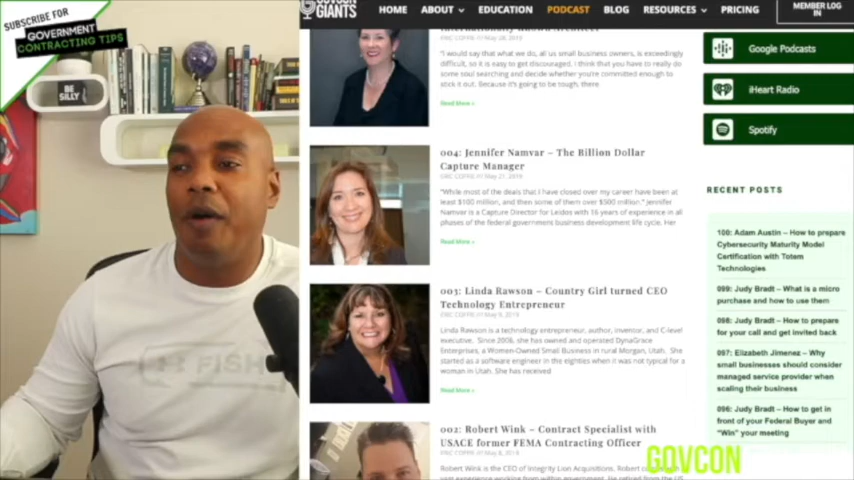 SUBSCRIBE FOR
GOVERNMENT
CONTRACTING TIPS
BE
SILLY
FISH
GOVCON
GIANTS
HOME ABOUT EDUCATION PODCAST BLOG RESOURCES PRICING
MEMBER LOG
IN
"I would say that what we do, all us small business owners, is exceedingly
difficult, so it is easy to get discouraged. I think that you have to really do
some soul searching and decide whether you're committed enough to
stick it out. Because it's going to be tough, there
Read More »
004: Jennifer Namvar – The Billion Dollar
Capture Manager
May 21, 2019
"While most of the deals that I have closed over my career have been at
least $100 million, and then some of them over $500 million." Jennifer
Namvar is a Capture Director for Leidos with 16 years of experience in all
phases of the federal government business development life cycle. Her
Read More »
003: Linda Rawson – Country Girl turned CEO
Technology Entrepreneur
May 9, 2019
Linda Rawson is a technology entrepreneur, author, inventor, and C-level
executive. Since 2006, she has owned and operated DynaGrace
Enterprises, a Women-Owned Small Business in rural Morgan, Utah. She
started as a software engineer in the eighties when it was not typical for a
woman in Utah. She has received
Read More »
002: Robert Wink – Contract Specialist with
USACE former FEMA Contracting Officer
Robert Wink is the CEO of Integrity Lion Acquisitions. Robert
Google Podcasts
iHeart Radio
Spotify
RECENT POSTS
100: Adam Austin – How to prepare
Cybersecurity Maturity Model
Certification with Totem
Technologies
099: Judy Bradt – What is a micro
purchase and how to use them
098: Judy Bradt – How to prepare
for your call and get invited back
097: Elizabeth Jimenez – Why
small businesses should consider
managed service provider when
scaling their business
096: Judy Bradt – How to get in
front of your Federal Buyer and
"Win" your meeting
GOVCON